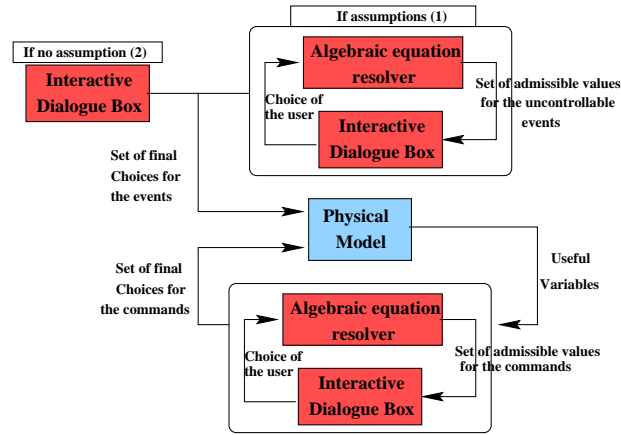 If assumptions (1)
If no assumption (2)
Interactive
Dialogue Box
Algebraic equation
resolver
Choice of
the user
Set of admissible values
for the uncontrollable
events
Interactive
Dialogue Box
Set of final
Choices for
the events
Physical
Model
Set of final
Choices for
the commands
Useful
Variables
Algebraic equation
resolver
Choice of
the user
Set of admissible values
for the commands
Interactive
Dialogue Box